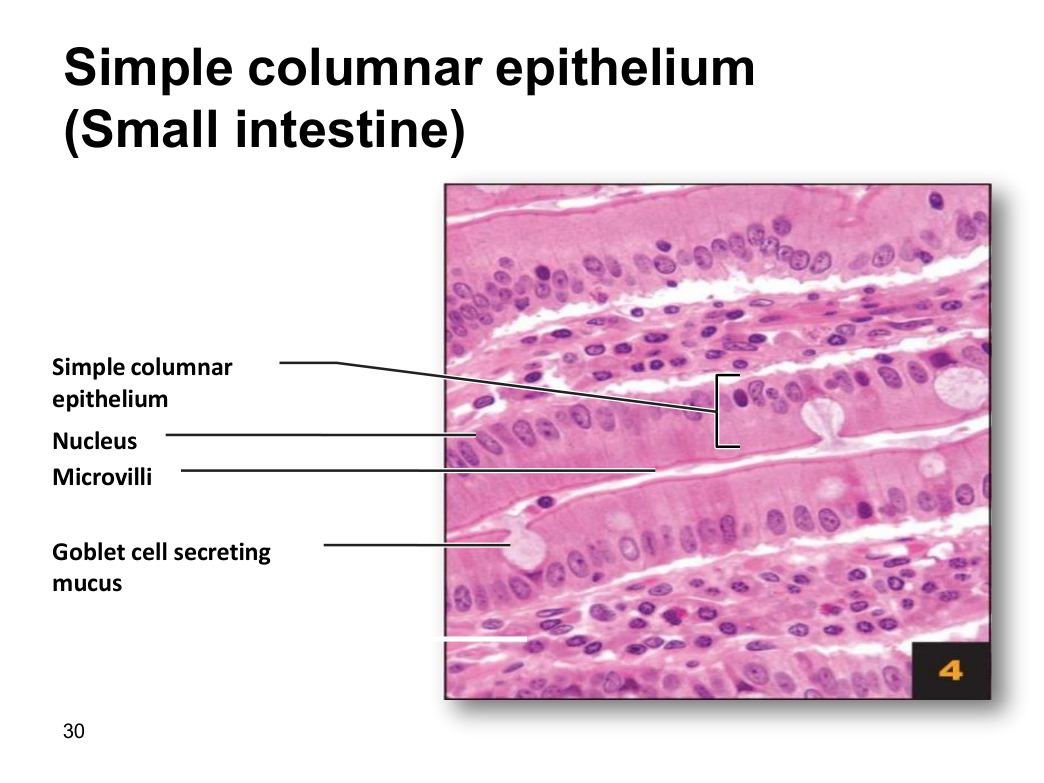 Simple columnar epithelium
(Small intestine)
Simple columnar
epithelium
Nucleus
Microvilli
Goblet cell secreting
mucus
4
30